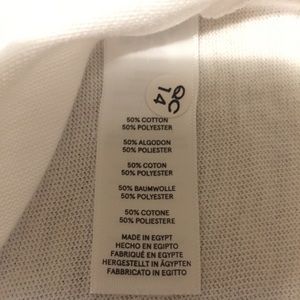 QC
14
50% COTTON
50% POLYESTER
50% ALGODON
50% POLIESTER
50% COTON
50% POLYESTER
50% BAUMWOLLE
50% POLYESTER
50% COTONE
50% POLIESTERE
MADE IN EGYPT
HECHO EN EGIPTO
FABRIQUÉ EN EGYPTE
HERGESTELLT IN ÄGYPTEN
FABBRICATO IN EGITTO